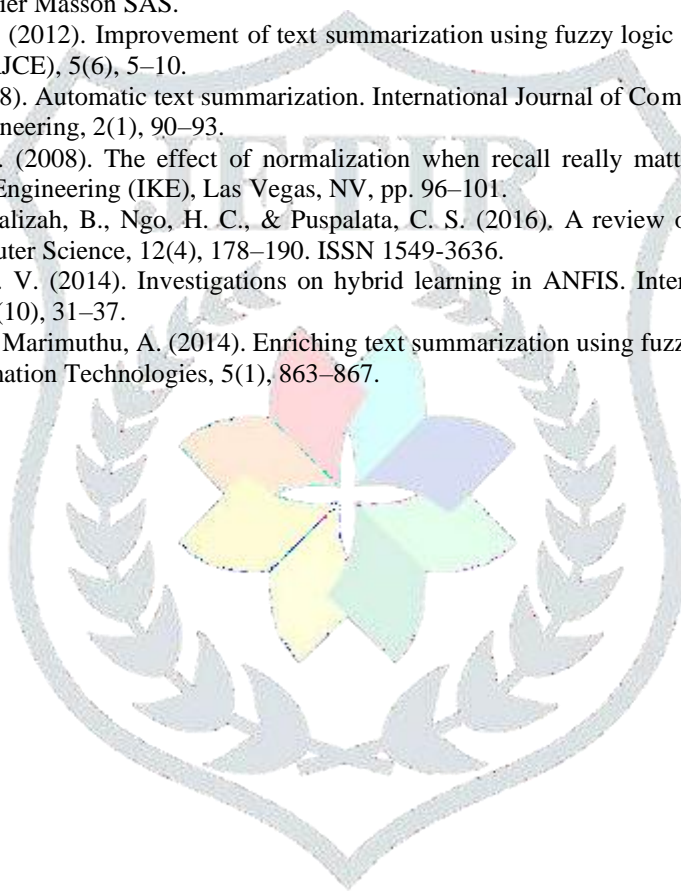 ier Masson SAS.
(2012). Improvement of text summarization using fuzzy logic
JCE), 5(6), 5–10.
8). Automatic text summarization. International Journal of Com
neering, 2(1), 90–93.
. (2008). The effect of normalization when recall really matt
Engineering (IKE), Las Vegas, NV, pp. 96–101.
alizah, B., Ngo, H. C., & Puspalata, C. S. (2016). A review o
uter Science, 12(4), 178–190. ISSN 1549-3636.
. V. (2014). Investigations on hybrid learning in ANFIS. Inter
(10), 31–37.
Marimuthu, A. (2014). Enriching text summarization using fuzz
nation Technologies, 5(1), 863–867.
JETIR